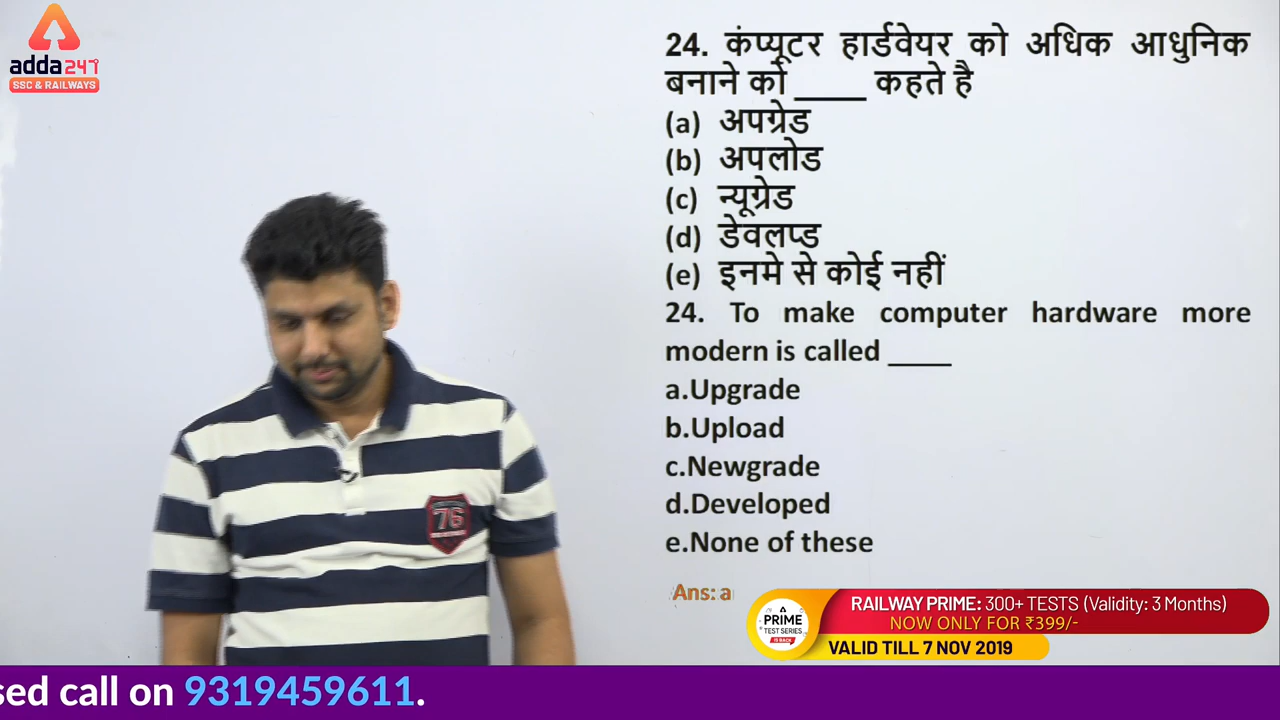 adda247
SSC & RAILWAYS
24. कंप्यूटर हार्डवेयर को अधिक आधुनिक
बनाने को ____ कहते है
(a) अपग्रेड
(b) अपलोड
(c) न्यूग्रेड
(d) डेवलप्ड
(e) इनमे से कोई नहीं
24. To make computer hardware more
modern is called ____
a.Upgrade
b.Upload
c.Newgrade
d.Developed
e.None of these
Ans: a
76
PRIME
TEST SERIES
IS BACK
RAILWAY PRIME: 300+ TESTS (Validity: 3 Months)
NOW ONLY FOR ₹399/-
VALID TILL 7 NOV 2019
sed call on 9319459611.